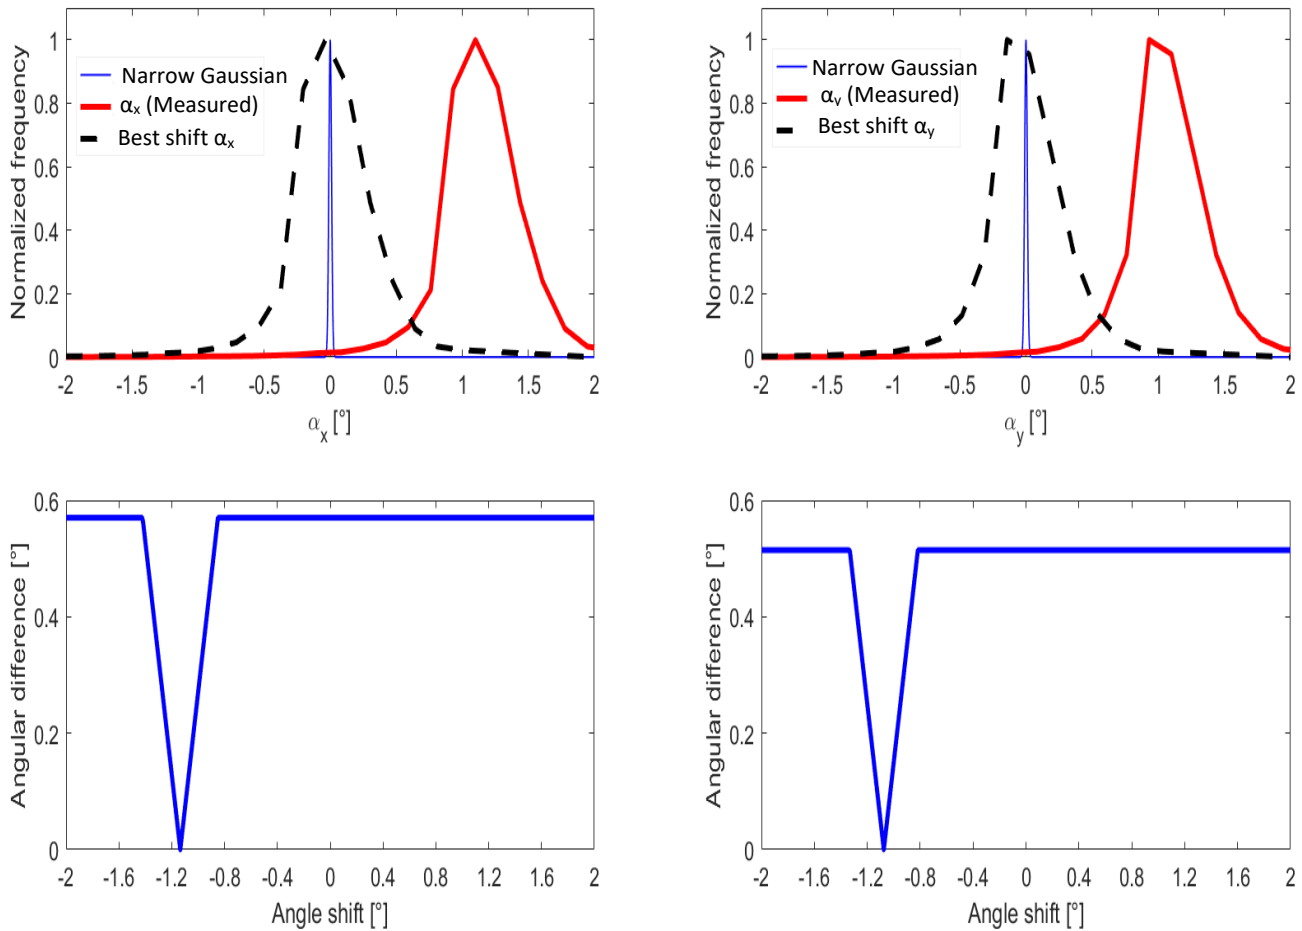 Normalized frequency
1
0.8
0.6
0.4
0.2
0
Narrow Gaussian
αx (Measured)
Best shift αx
-2 -1.5 -1 -0.5 0 0.5 1 1.5 2
αx [°]
Normalized frequency
1
0.8
0.6
0.4
0.2
0
Narrow Gaussian
αy (Measured)
Best shift αy
-2 -1.5 -1 -0.5 0 0.5 1 1.5 2
αy [°]
Angular difference [°]
0.6
0.4
0.2
0
-2 -1.6 -1.2 -0.8 -0.4 0 0.4 0.8 1.2 1.6 2
Angle shift [°]
Angular difference [°]
0.6
0.4
0.2
0
-2 -1.6 -1.2 -0.8 -0.4 0 0.4 0.8 1.2 1.6 2
Angle shift [°]